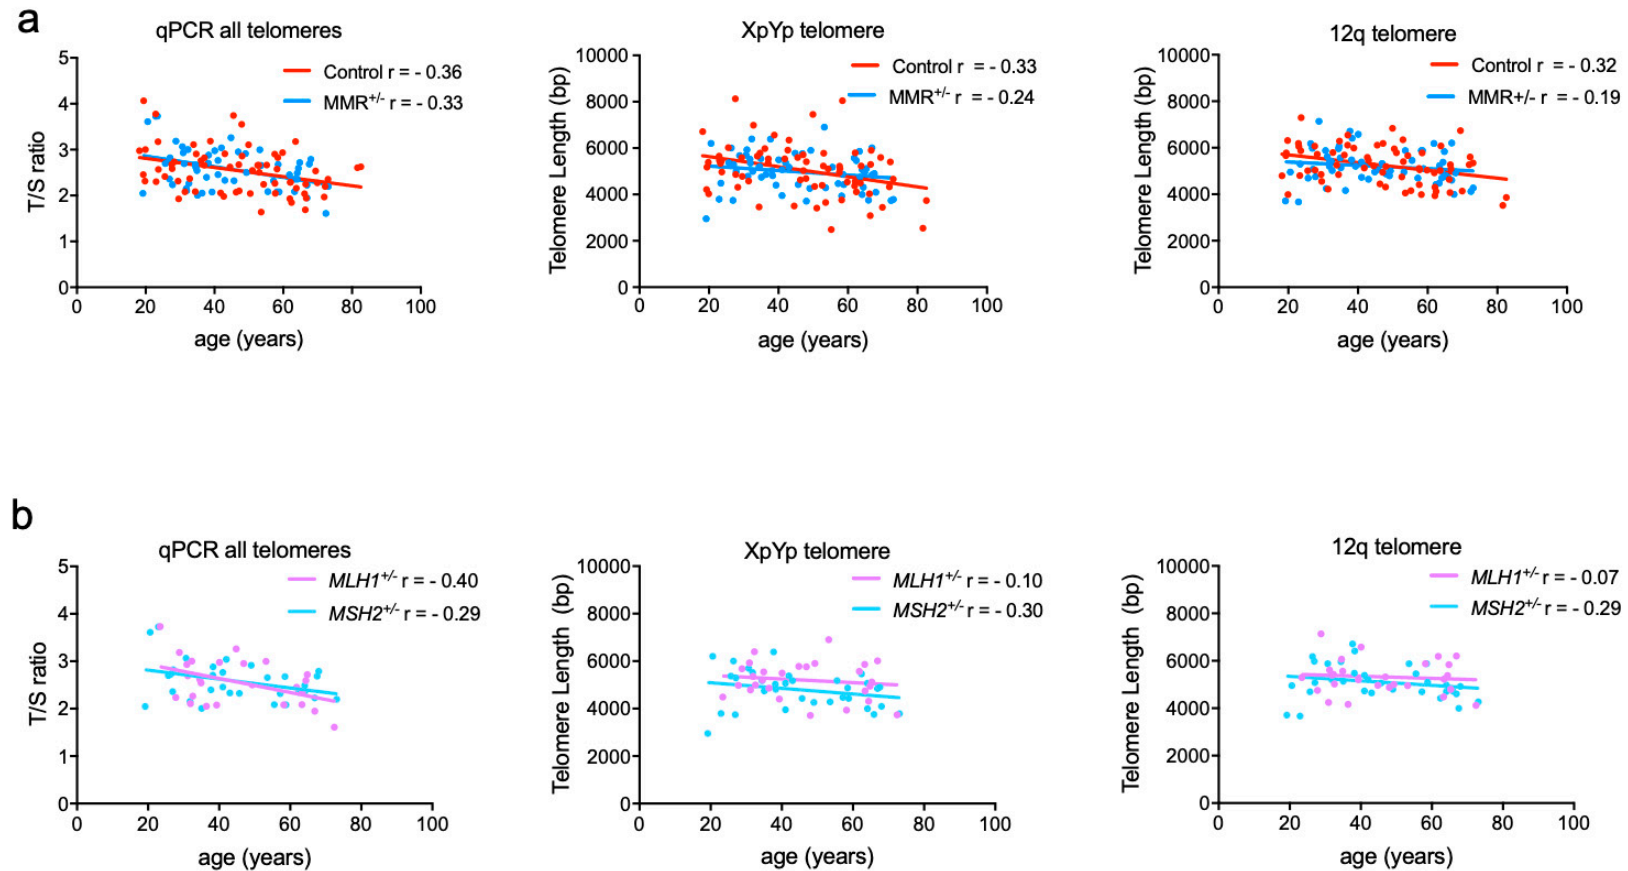 a
qPCR all telomeres
Control r = - 0.36
MMR+/- r = - 0.33
T/S ratio
5
4
3
2
1
0
0 20 40 60 80 100
age (years)
XpYp telomere
Control r = - 0.33
MMR+/- r = - 0.24
Telomere Length (bp)
10000
8000
6000
4000
2000
0
0 20 40 60 80 100
age (years)
12q telomere
Control r = - 0.32
MMR+/- r = - 0.19
Telomere Length (bp)
10000
8000
6000
4000
2000
0
0 20 40 60 80 100
age (years)
b
qPCR all telomeres
MLH1+/- r = - 0.40
MSH2+/- r = - 0.29
T/S ratio
5
4
3
2
1
0
0 20 40 60 80 100
age (years)
XpYp telomere
MLH1+/- r = - 0.10
MSH2+/- r = - 0.30
Telomere Length (bp)
10000
8000
6000
4000
2000
0
0 20 40 60 80 100
age (years)
12q telomere
MLH1+/- r = - 0.07
MSH2+/- r = - 0.29
Telomere Length (bp)
10000
8000
6000
4000
2000
0
0 20 40 60 80 100
age (years)